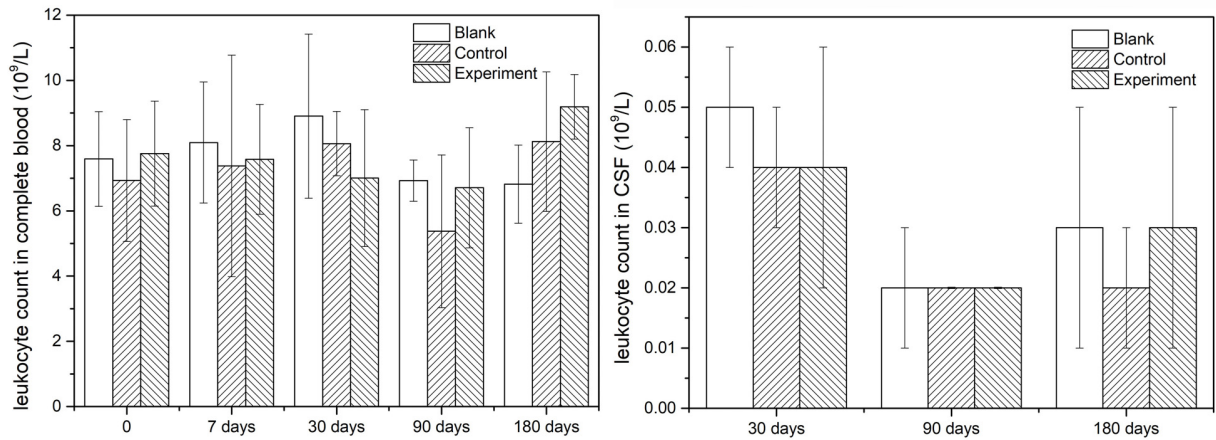 leukocyte count in complete blood (10⁹/L)
12
10
8
6
4
2
0
Blank
Control
Experiment
0
7 days
30 days
90 days
180 days
leukocyte count in CSF (10⁹/L)
0.06
0.05
0.04
0.03
0.02
0.01
0.00
Blank
Control
Experiment
30 days
90 days
180 days